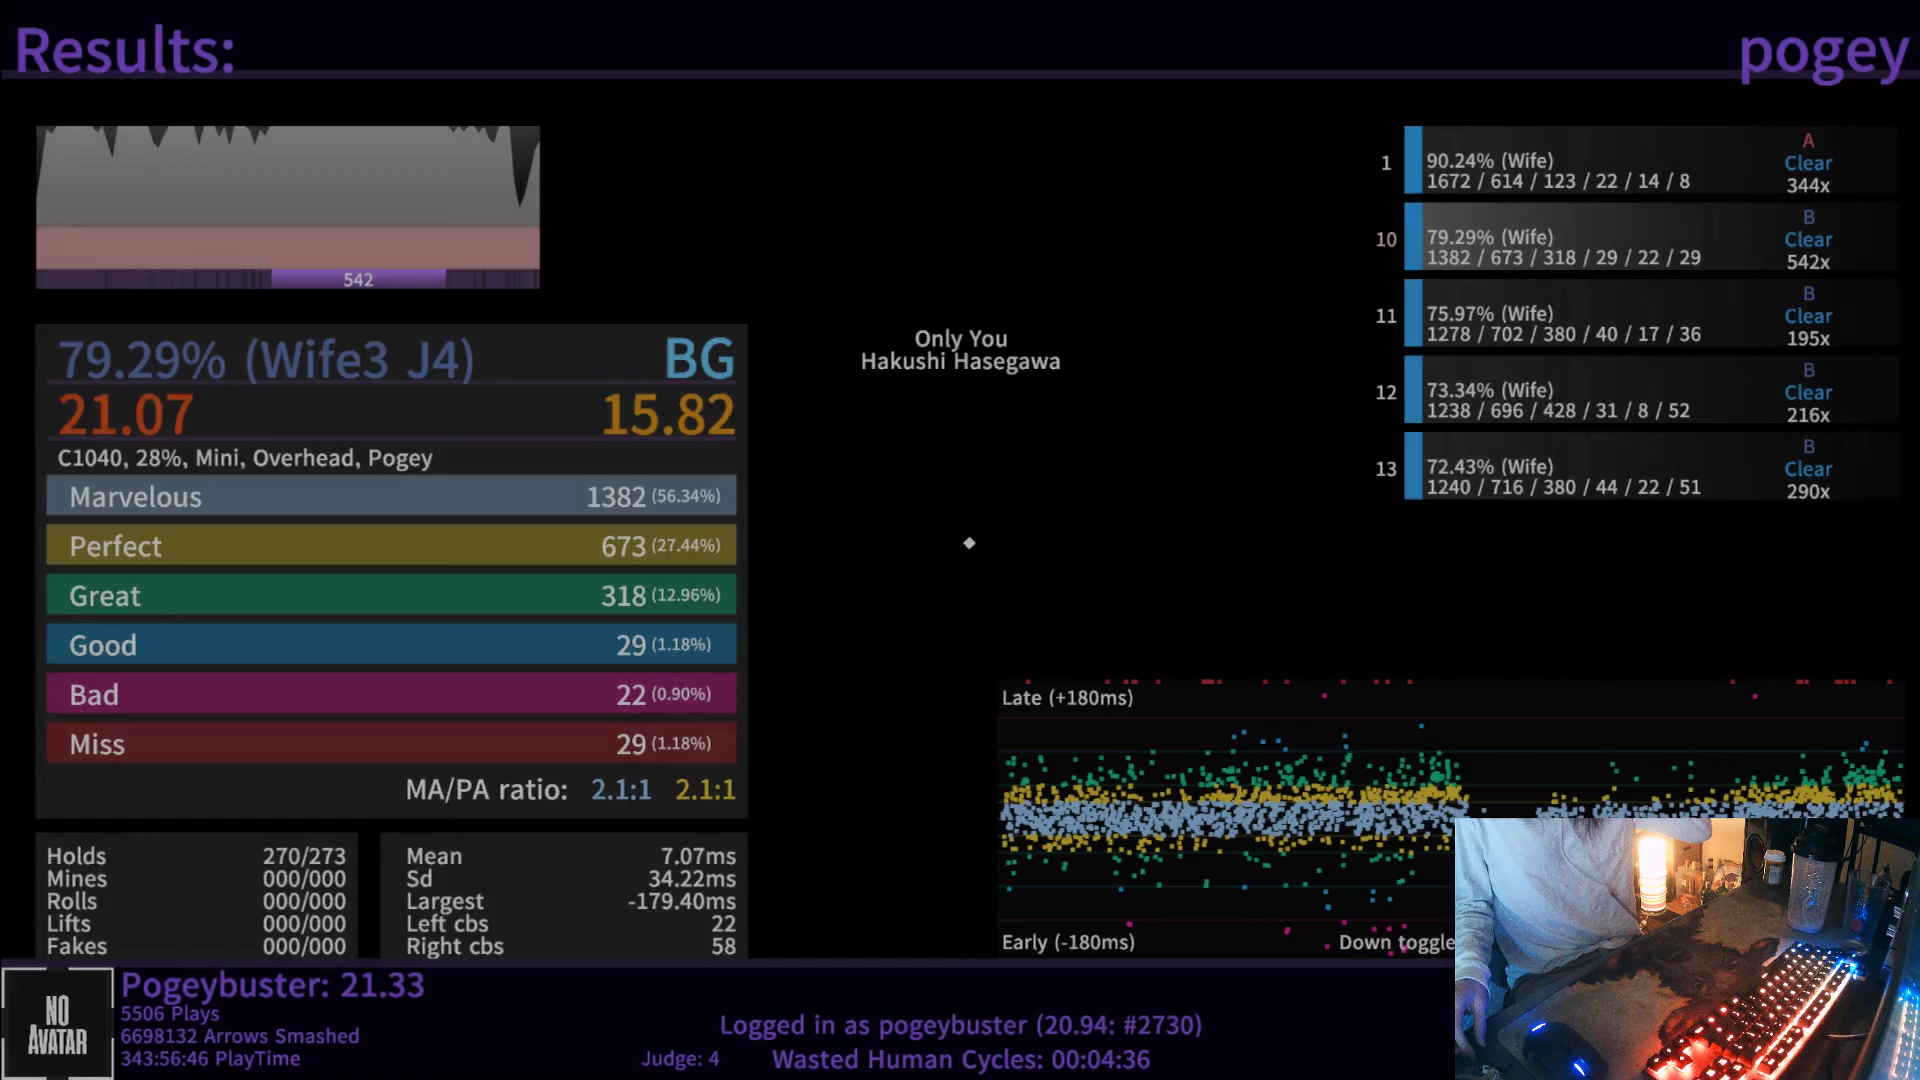 Results:
pogey
542
79.29% (Wife3 J4)
BG
21.07
15.82
C1040, 28%, Mini, Overhead, Pogey
Marvelous 1382 (56.34%)
Perfect 673 (27.44%)
Great 318 (12.96%)
Good 29 (1.18%)
Bad 22 (0.90%)
Miss 29 (1.18%)
MA/PA ratio: 2.1:1 2.1:1
Holds 270/273
Mines 000/000
Rolls 000/000
Lifts 000/000
Fakes 000/000
Mean 7.07ms
Sd 34.22ms
Largest -179.40ms
Left cbs 22
Right cbs 58
Only You
Hakushi Hasegawa
1
90.24% (Wife)
1672 / 614 / 123 / 22 / 14 / 8
A
Clear
344x
10
79.29% (Wife)
1382 / 673 / 318 / 29 / 22 / 29
B
Clear
542x
11
75.97% (Wife)
1278 / 702 / 380 / 40 / 17 / 36
B
Clear
195x
12
73.34% (Wife)
1238 / 696 / 428 / 31 / 8 / 52
B
Clear
216x
13
72.43% (Wife)
1240 / 716 / 380 / 44 / 22 / 51
B
Clear
290x
Late (+180ms)
Early (-180ms)
Down toggle
NO
AVATAR
Pogeybuster: 21.33
5506 Plays
6698132 Arrows Smashed
343:56:46 PlayTime
Judge: 4
Logged in as pogeybuster (20.94: #2730)
Wasted Human Cycles: 00:04:36